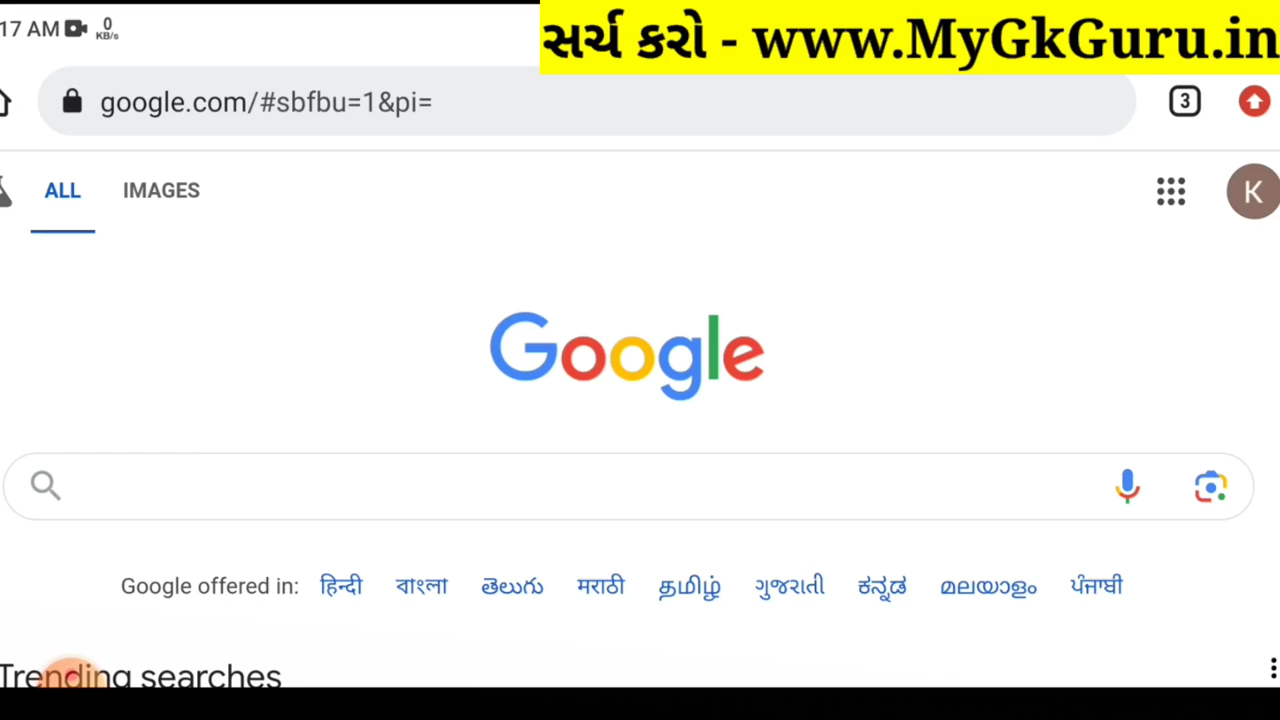 17 AM 0 KB/s
સર્ચ કરો - www.MyGkGuru.in
google.com/#sbfbu=1&pi=
3
ALL IMAGES
K
Google
Google offered in: हिन्दी বাংলা తెలుగు मराठी தமிழ் ગુજરાતી ಕನ್ನಡ മലയാളം ਪੰਜਾਬੀ
Trending searches